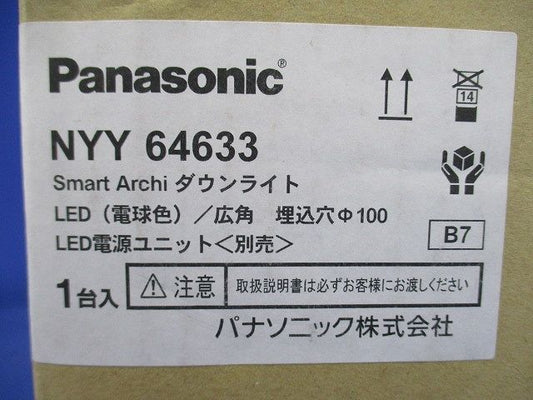 Panasonic®
14
NYY 64633
Smart Archi ダウンライト
LED（電球色）／広角 埋込穴Φ100
LED電源ユニット＜別売＞
B7
1台入
注意
取扱説明書は必ずお客様にお渡しください
パナソニック株式会社